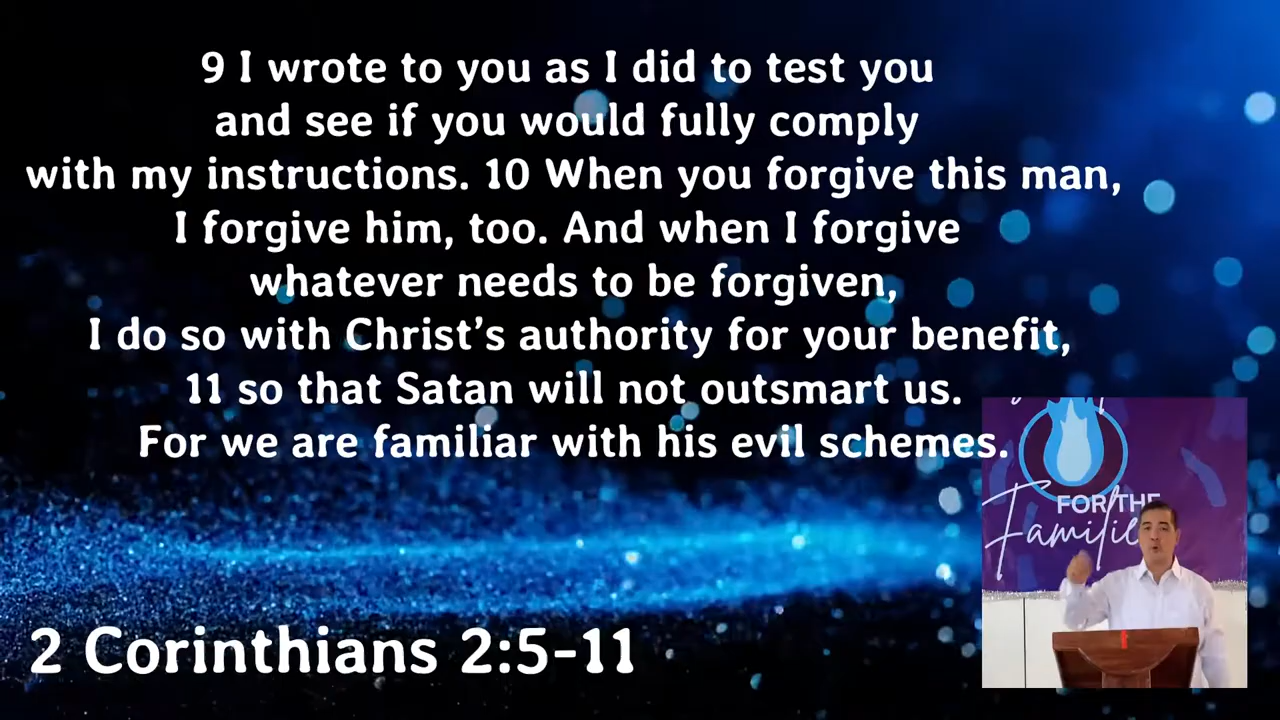 9 I wrote to you as I did to test you
and see if you would fully comply
with my instructions. 10 When you forgive this man,
I forgive him, too. And when I forgive
whatever needs to be forgiven,
I do so with Christ’s authority for your benefit,
11 so that Satan will not outsmart us.
For we are familiar with his evil schemes.
FOR THE
Familie
2 Corinthians 2:5-11